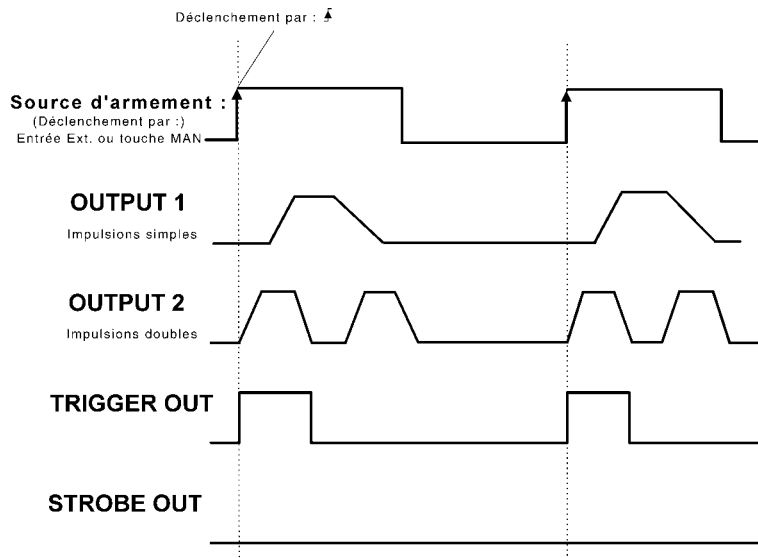 Déclenchement par :
Source d'armement :
(Déclenchement par :)
Entrée Ext. ou touche MAN
OUTPUT 1
Impulsions simples
OUTPUT 2
Impulsions doubles
TRIGGER OUT
STROBE OUT